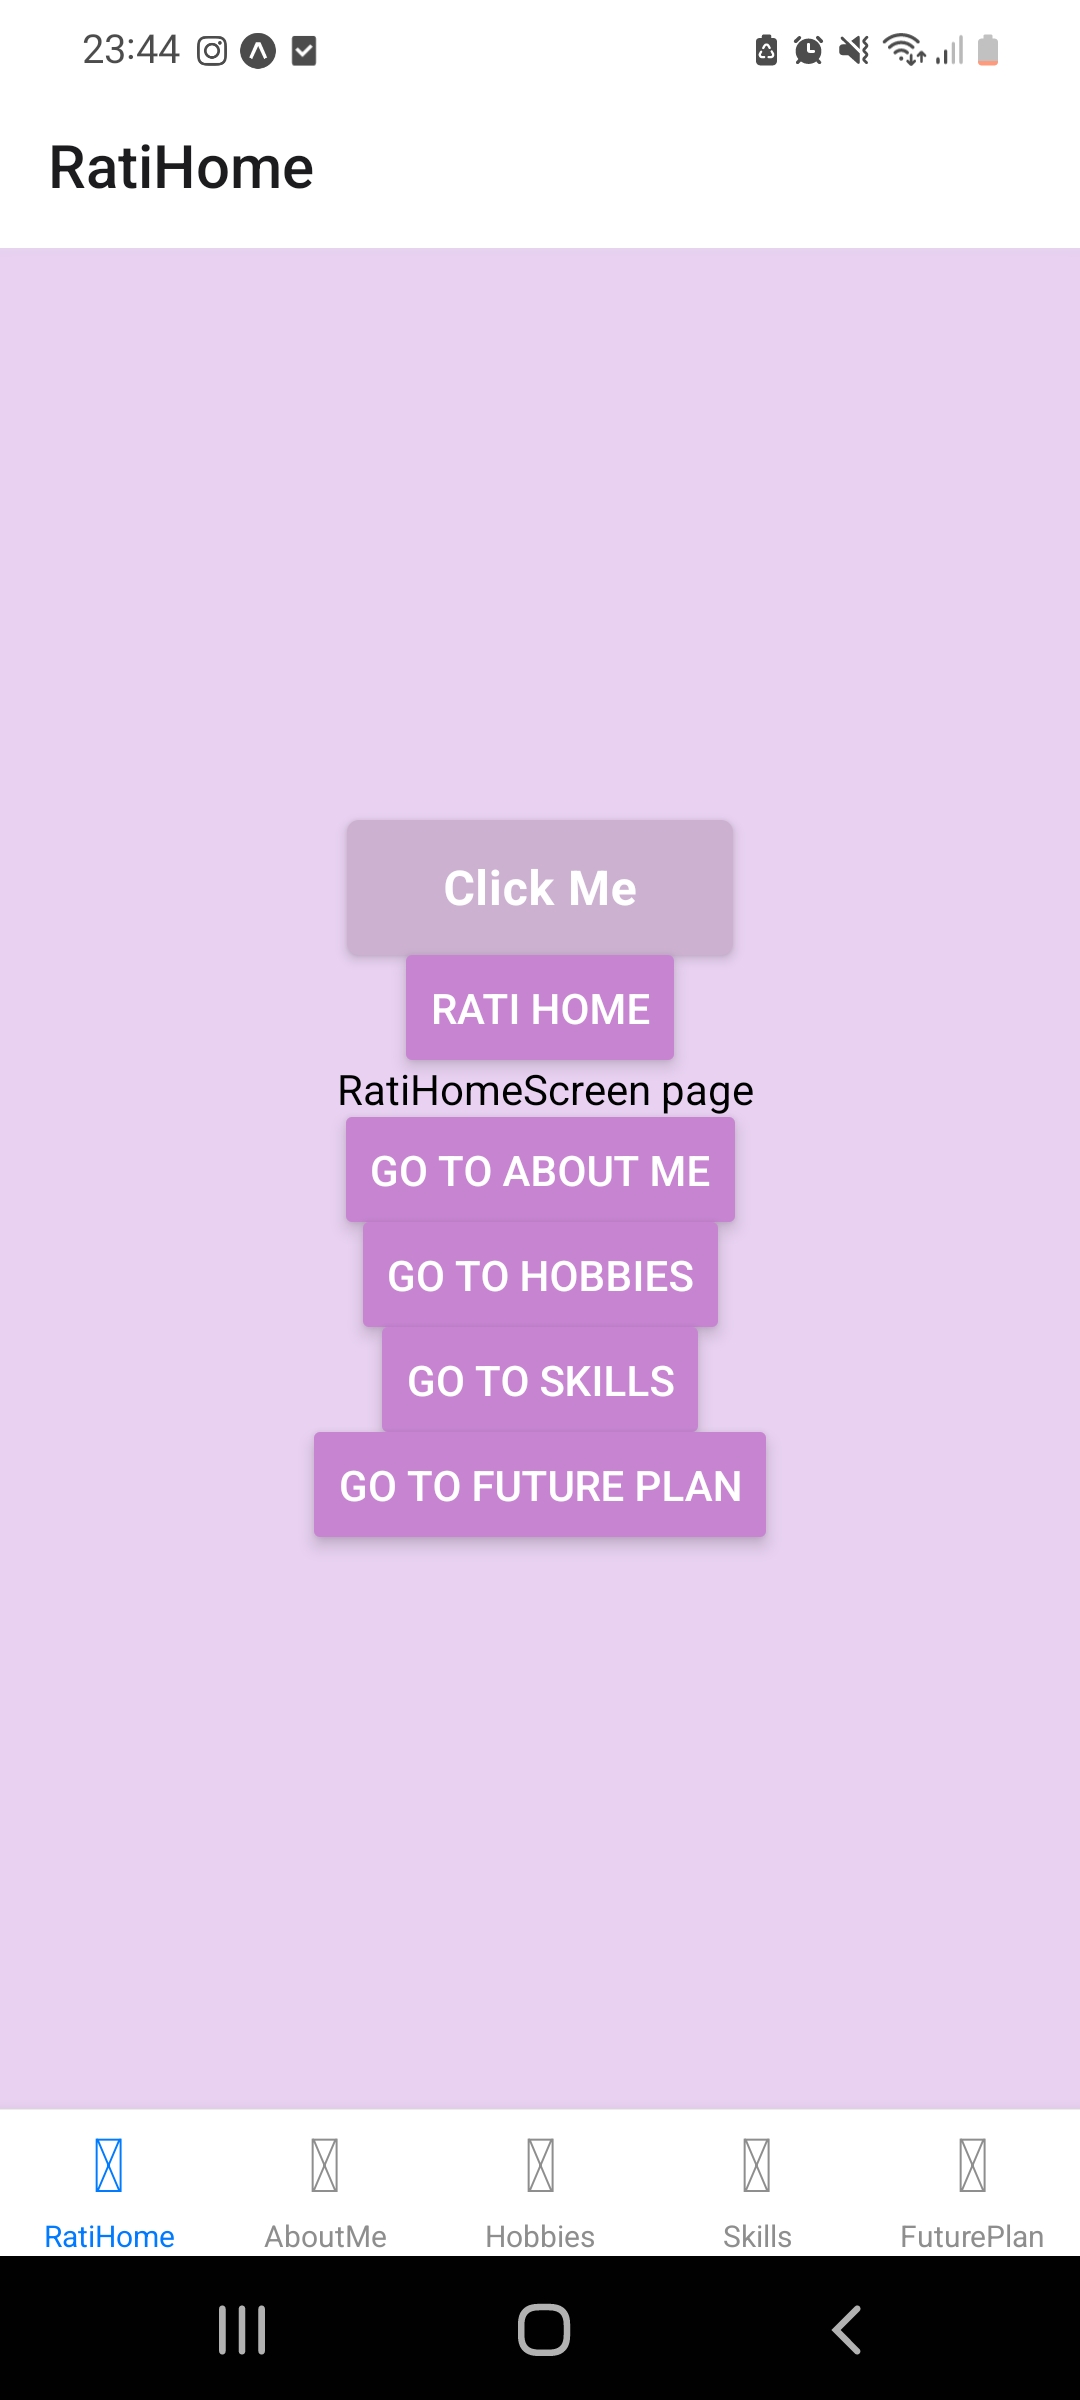 23:44
RatiHome
Click Me
RATI HOME
RatiHomeScreen page
GO TO ABOUT ME
GO TO HOBBIES
GO TO SKILLS
GO TO FUTURE PLAN
RatiHome AboutMe Hobbies Skills FuturePlan